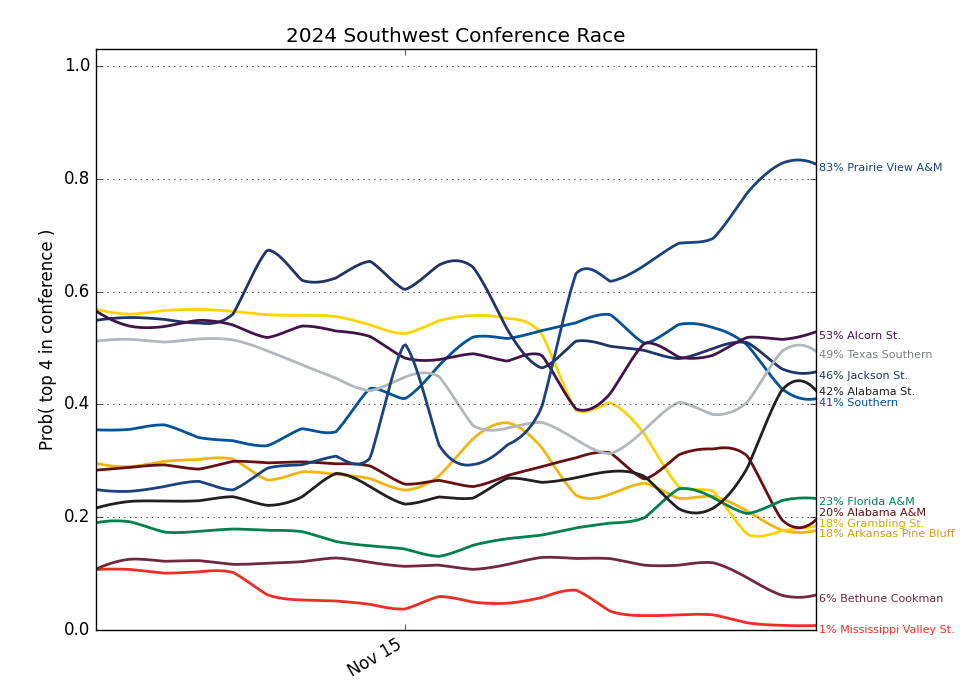 2024 Southwest Conference Race
Prob( top 4 in conference )
1.0
0.8
0.6
0.4
0.2
0.0
Nov 15
83% Prairie View A&M
53% Alcorn St.
49% Texas Southern
46% Jackson St.
42% Alabama St.
41% Southern
23% Florida A&M
20% Alabama A&M
18% Grambling St.
18% Arkansas Pine Bluff
6% Bethune Cookman
1% Mississippi Valley St.